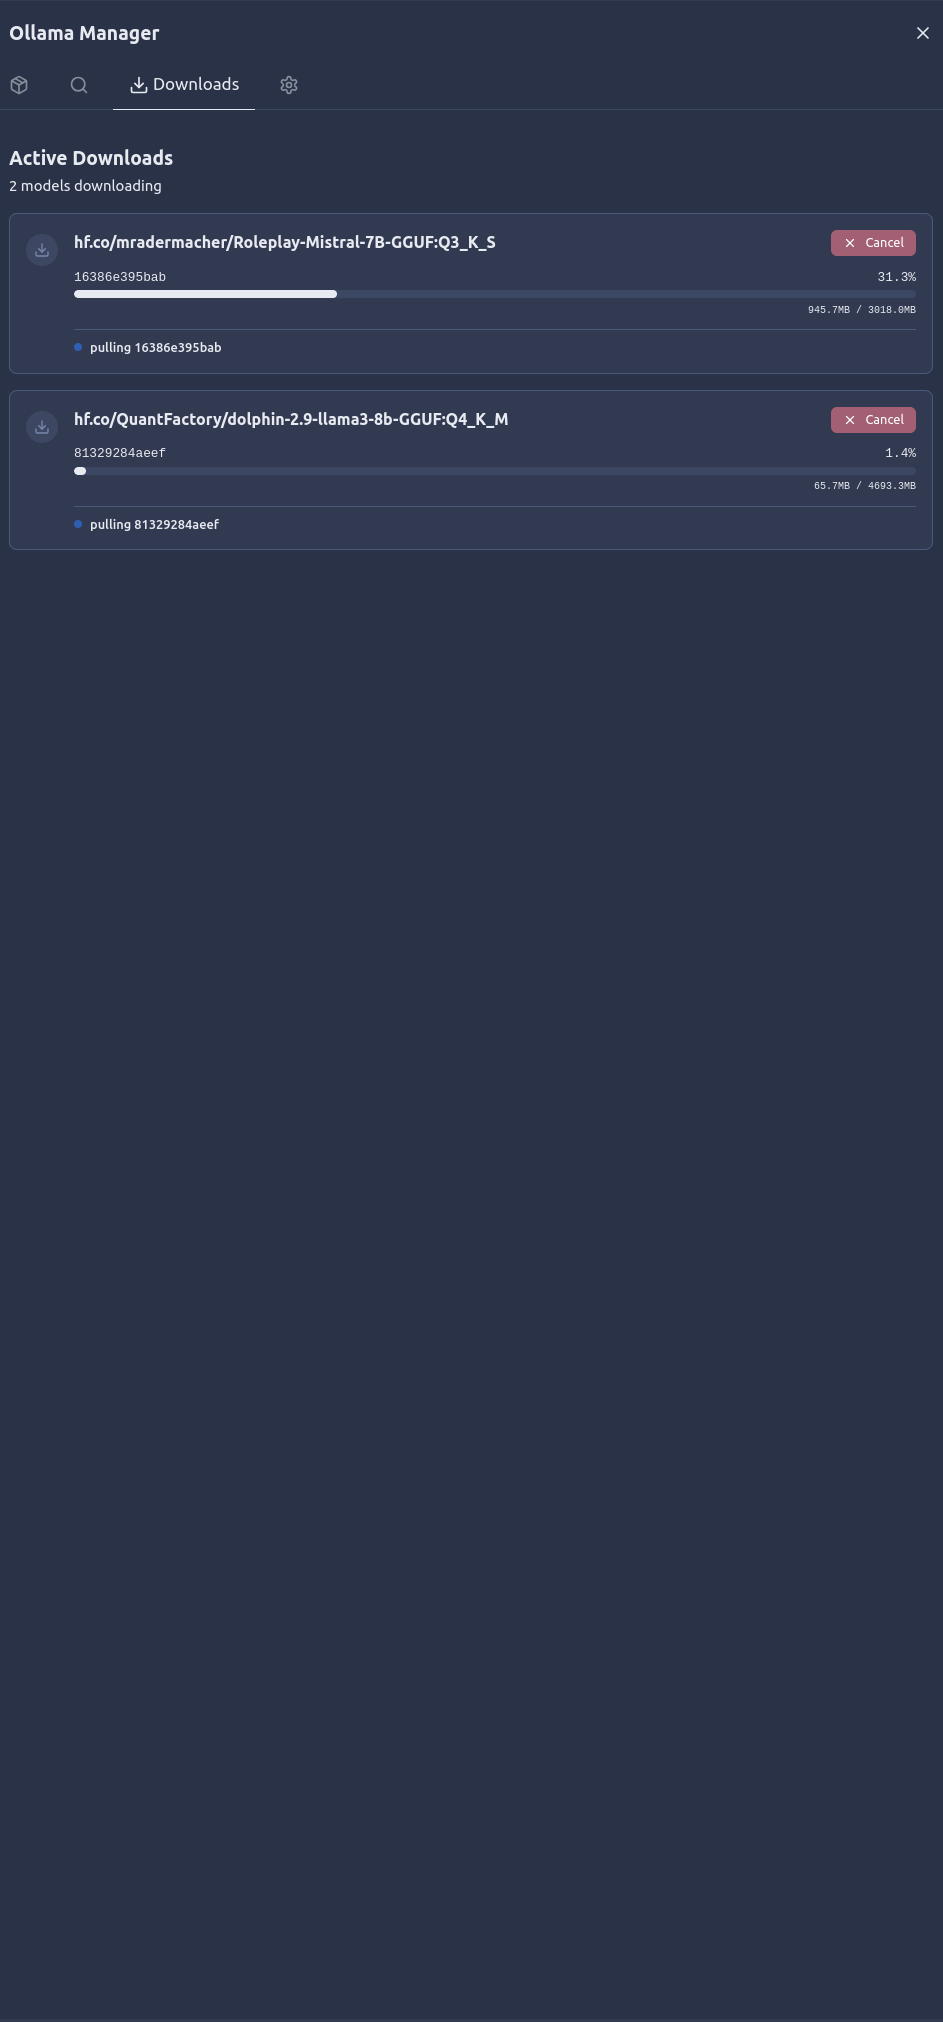 Ollama Manager
Downloads
Active Downloads
2 models downloading
hf.co/mradermacher/Roleplay-Mistral-7B-GGUF:Q3_K_S
Cancel
16386e395bab 31.3%
945.7MB / 3018.0MB
pulling 16386e395bab
hf.co/QuantFactory/dolphin-2.9-llama3-8b-GGUF:Q4_K_M
Cancel
81329284aeef 1.4%
65.7MB / 4693.3MB
pulling 81329284aeef